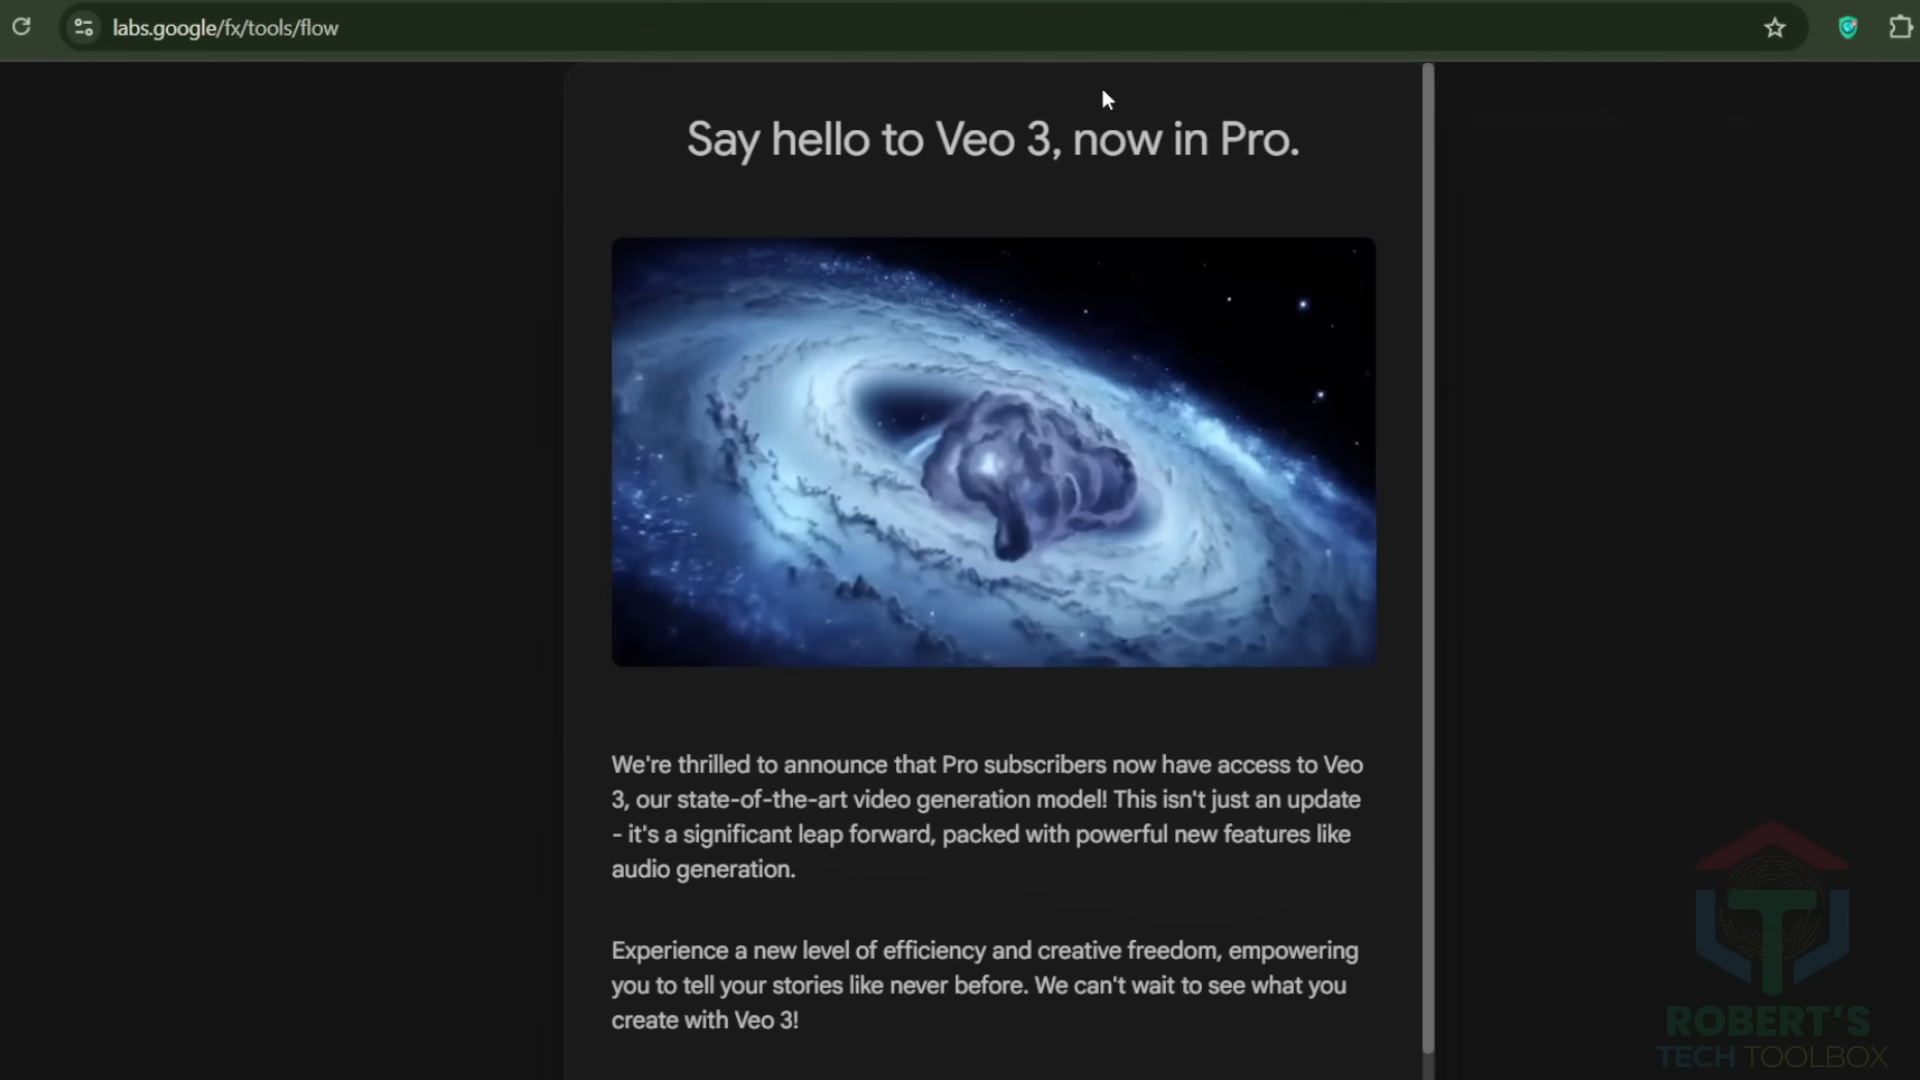 labs.google/fx/tools/flow
Say hello to Veo 3, now in Pro.
We're thrilled to announce that Pro subscribers now have access to Veo
3, our state-of-the-art video generation model! This isn't just an update
- it's a significant leap forward, packed with powerful new features like
audio generation.
Experience a new level of efficiency and creative freedom, empowering
you to tell your stories like never before. We can't wait to see what you
create with Veo 3!
ROBERT'S
TECH TOOLBOX